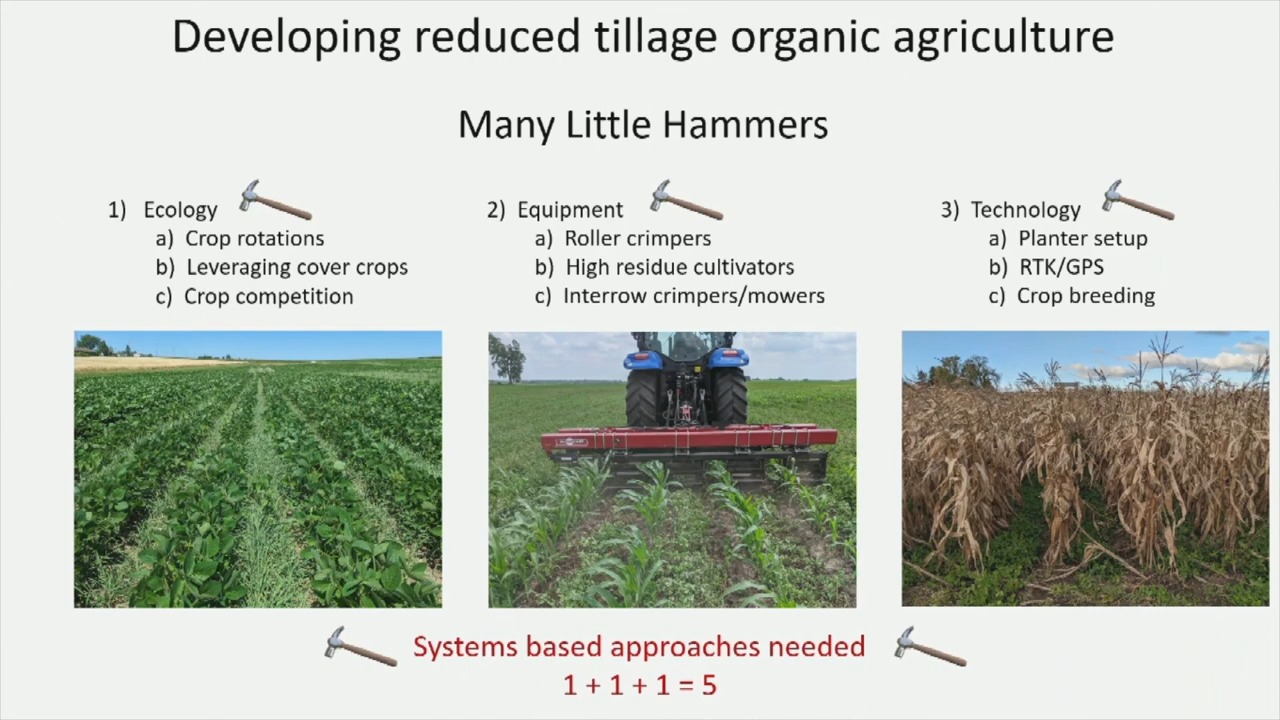 Developing reduced tillage organic agriculture
Many Little Hammers
1) Ecology
a) Crop rotations
b) Leveraging cover crops
c) Crop competition
2) Equipment
a) Roller crimpers
b) High residue cultivators
c) Interrow crimpers/mowers
3) Technology
a) Planter setup
b) RTK/GPS
c) Crop breeding
Systems based approaches needed
1 + 1 + 1 = 5